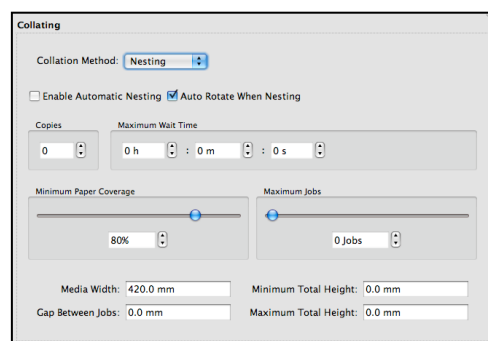 Collating
Collation Method: Nesting
Enable Automatic Nesting Auto Rotate When Nesting
Copies Maximum Wait Time
0 0 h : 0 m : 0 s
Minimum Paper Coverage Maximum Jobs
80% 0 Jobs
Media Width: 420.0 mm Minimum Total Height: 0.0 mm
Gap Between Jobs: 0.0 mm Maximum Total Height: 0.0 mm